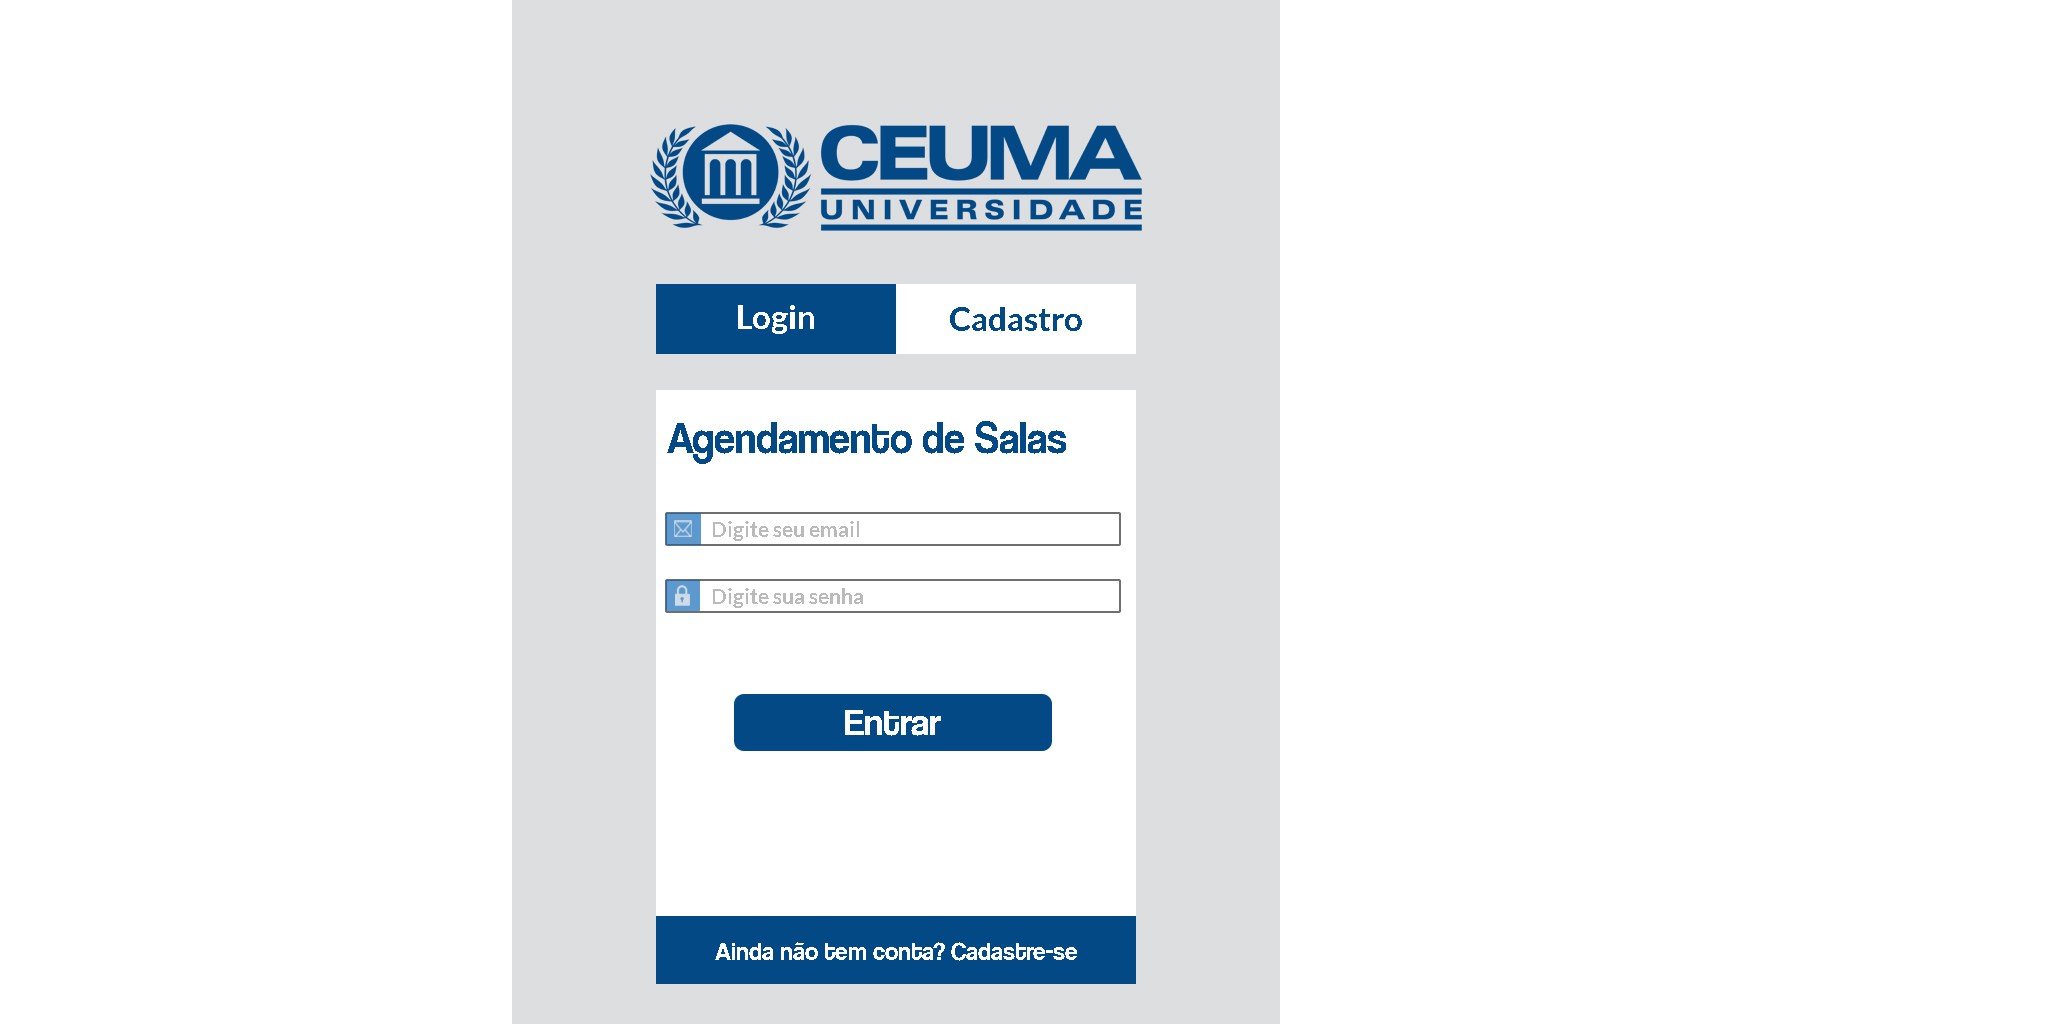 CEUMA
UNIVERSIDADE
Login
Cadastro
Agendamento de Salas
Digite seu email
Digite sua senha
Entrar
Ainda não tem conta? Cadastre-se